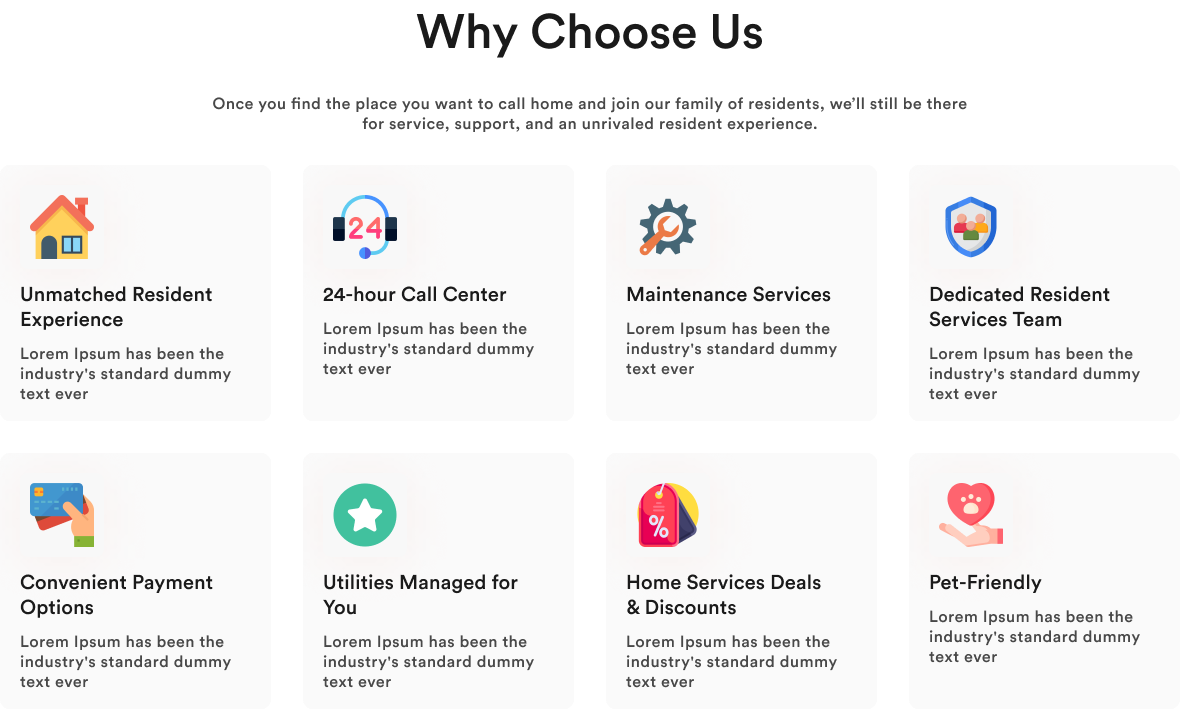 Why Choose Us
Once you find the place you want to call home and join our family of residents, we’ll still be there
for service, support, and an unrivaled resident experience.
Unmatched Resident
Experience
Lorem Ipsum has been the
industry's standard dummy
text ever
24
24-hour Call Center
Lorem Ipsum has been the
industry's standard dummy
text ever
Maintenance Services
Lorem Ipsum has been the
industry's standard dummy
text ever
Dedicated Resident
Services Team
Lorem Ipsum has been the
industry's standard dummy
text ever
Convenient Payment
Options
Lorem Ipsum has been the
industry's standard dummy
text ever
Utilities Managed for
You
Lorem Ipsum has been the
industry's standard dummy
text ever
%
Home Services Deals
& Discounts
Lorem Ipsum has been the
industry's standard dummy
text ever
Pet-Friendly
Lorem Ipsum has been the
industry's standard dummy
text ever